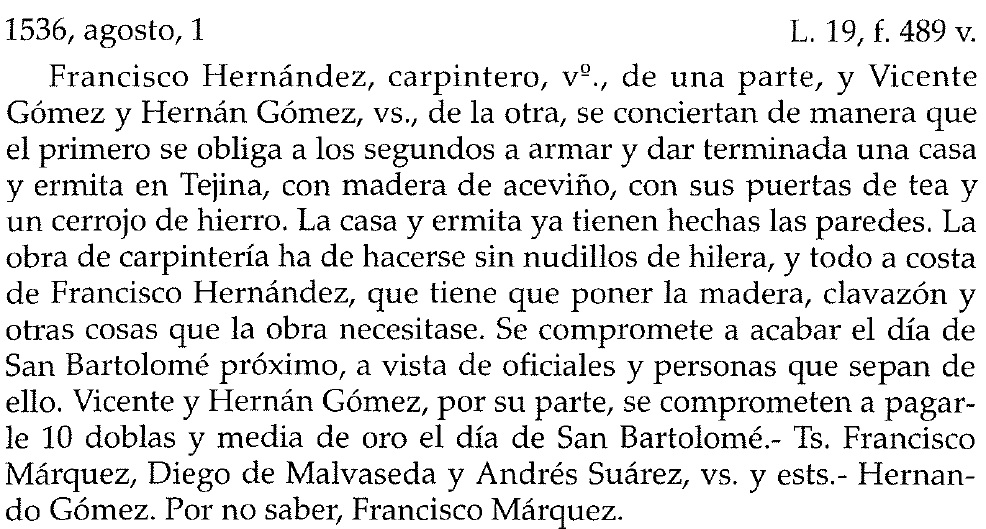 1536, agosto, 1 L. 19, f. 489 v.
Francisco Hernández, carpintero, vº., de una parte, y Vicente
Gómez y Hernán Gómez, vs., de la otra, se conciertan de manera que
el primero se obliga a los segundos a armar y dar terminada una casa
y ermita en Tejina, con madera de aceviño, con sus puertas de tea y
un cerrojo de hierro. La casa y ermita ya tienen hechas las paredes. La
obra de carpintería ha de hacerse sin nudillos de hilera, y todo a costa
de Francisco Hernández, que tiene que poner la madera, clavazón y
otras cosas que la obra necesitase. Se compromete a acabar el día de
San Bartolomé próximo, a vista de oficiales y personas que sepan de
ello. Vicente y Hernán Gómez, por su parte, se comprometen a pagar-
le 10 doblas y media de oro el día de San Bartolomé.- Ts. Francisco
Márquez, Diego de Malvaseda y Andrés Suárez, vs. y ests.- Hernan-
do Gómez. Por no saber, Francisco Márquez.